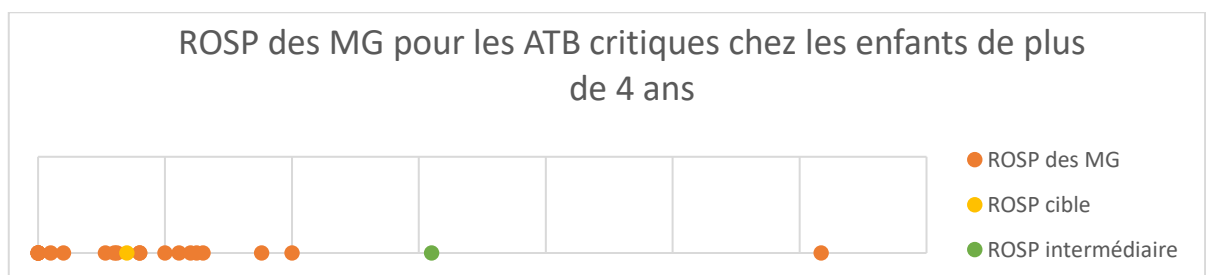 ROSP des MG pour les ATB critiques chez les enfants de plus
de 4 ans
ROSP des MG
ROSP cible
ROSP intermédiaire